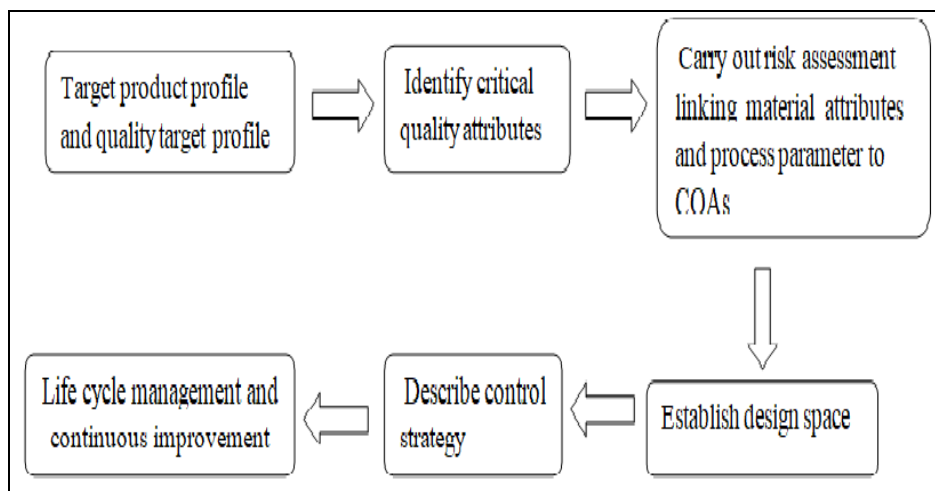 Target product profile
and quality target profile
Identify critical
quality attributes
Carry out risk assessment
linking material attributes
and process parameter to
COAs
Establish design space
Describe control
strategy
Life cycle management and
continuous improvement